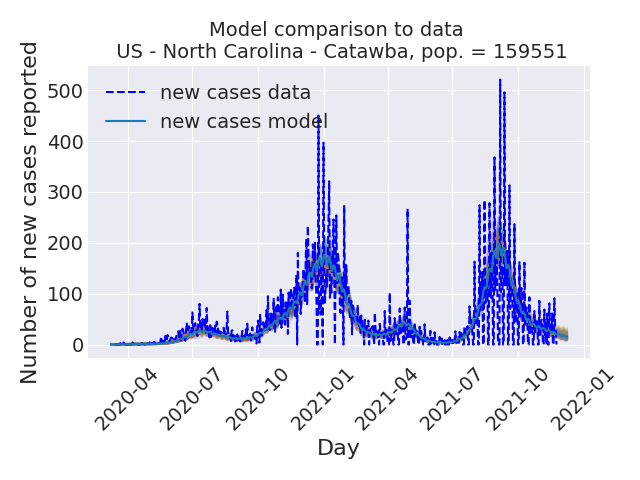 Model comparison to data
US - North Carolina - Catawba, pop. = 159551
Number of new cases reported
500
400
300
200
100
0
new cases data
new cases model
2020-04
2020-07
2020-10
2021-01
2021-04
2021-07
2021-10
2022-01
Day